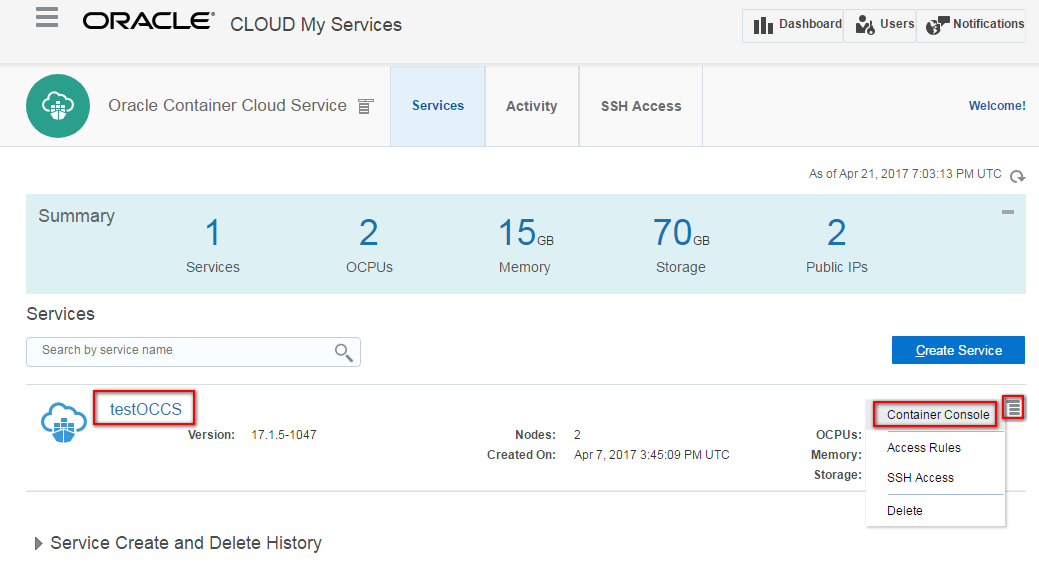 ORACLE® CLOUD My Services
Dashboard Users Notifications
Oracle Container Cloud Service Services Activity SSH Access Welcome!
As of Apr 21, 2017 7:03:13 PM UTC
Summary
1 2 15GB 70GB 2
Services OCPUs Memory Storage Public IPs
Services
Search by service name
Create Service
testOCCS
Version: 17.1.5-1047
Nodes: 2
Created On: Apr 7, 2017 3:45:09 PM UTC
OCPUs:
Memory:
Storage:
Container Console
Access Rules
SSH Access
Delete
Service Create and Delete History